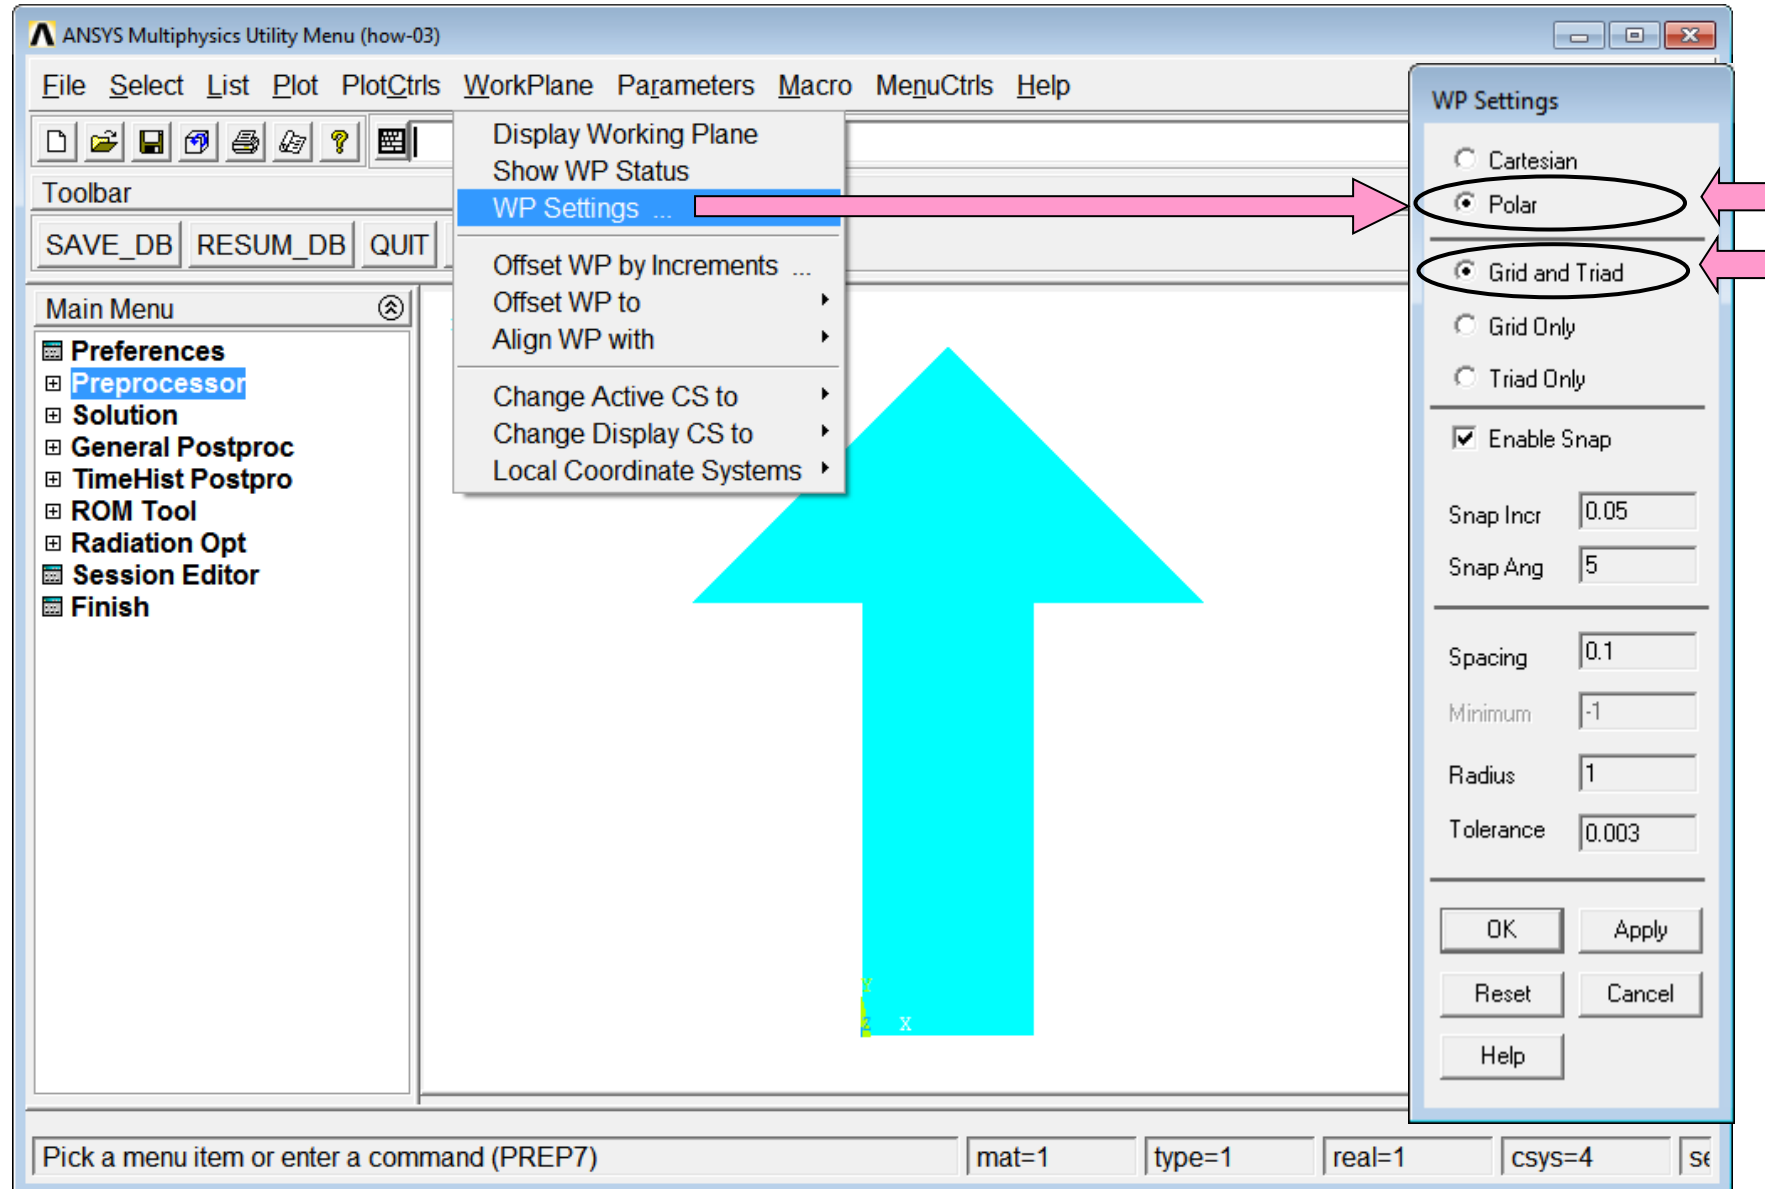 ANSYS Multiphysics Utility Menu (how-03)
File Select List Plot PlotCtrls WorkPlane Parameters Macro MenuCtrls Help
Toolbar
SAVE_DB RESUM_DB QUIT
Display Working Plane
Show WP Status
WP Settings ...
Offset WP by Increments ...
Offset WP to
Align WP with
Change Active CS to
Change Display CS to
Local Coordinate Systems
Main Menu
Preferences
Preprocessor
Solution
General Postproc
TimeHist Postpro
ROM Tool
Radiation Opt
Session Editor
Finish
Y
Z X
WP Settings
Cartesian
Polar
Grid and Triad
Grid Only
Triad Only
Enable Snap
Snap Incr 0.05
Snap Ang 5
Spacing 0.1
Minimum -1
Radius 1
Tolerance 0.003
OK Apply
Reset Cancel
Help
Pick a menu item or enter a command (PREP7) mat=1 type=1 real=1 csys=4